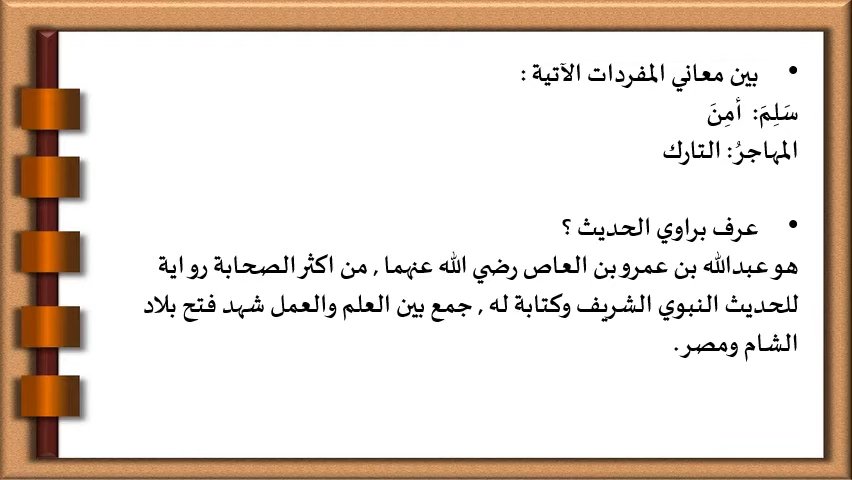 • بين معاني المفردات الآتية :
سَلِمَ: أمِنَ
المهاجرُ: التارك
• عرف براوي الحديث ؟
هو عبدالله بن عمرو بن العاص رضي الله عنهما , من اكثر الصحابة رواية
للحديث النبوي الشريف وكتابة له , جمع بين العلم والعمل شهد فتح بلاد
الشام ومصر .